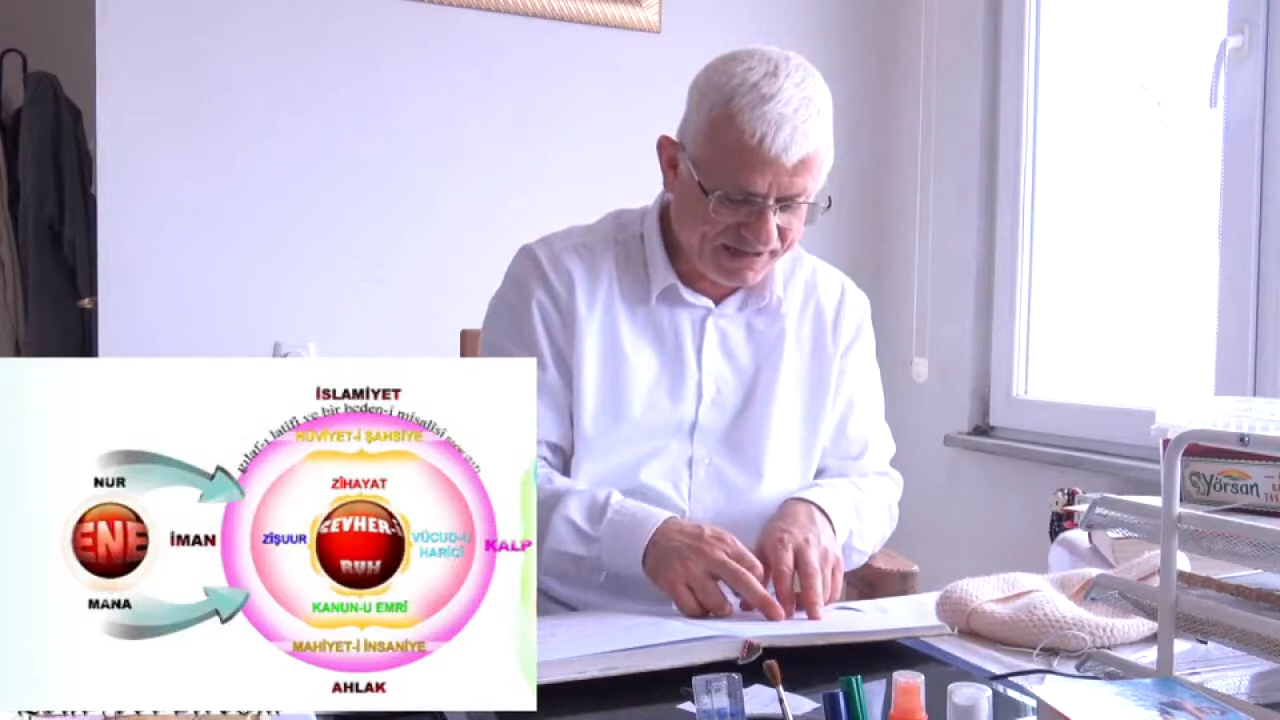 İSLAMİYET
latifi ve bir beden-i misalisi
HÜVİYET-İ ŞAHSİYE
NUR
ZİHAYAT
ENE
İMAN
ZİŞUUR
CEVHER-İ
RUH
VÜCUD-U
HARİCİ
KALP
MANA
KANUN-U EMRİ
MAHİYET-İ İNSANİYE
AHLAK
Yörsan